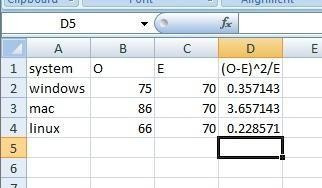 Clipboard Font Alignment
D5 fx
A B C D E
1 system O E (O-E)^2/E
2 windows 75 70 0.357143
3 mac 86 70 3.657143
4 linux 66 70 0.228571
5
6
7